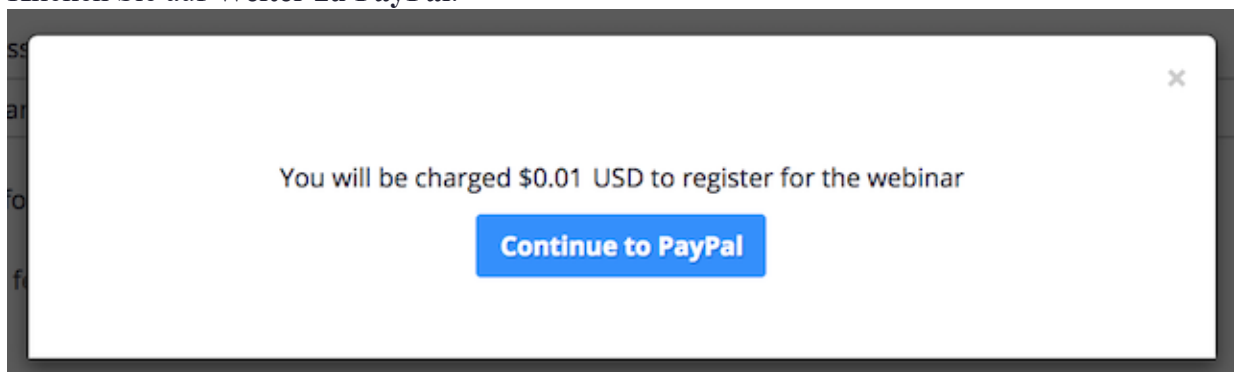 You will be charged $0.01 USD to register for the webinar
Continue to PayPal